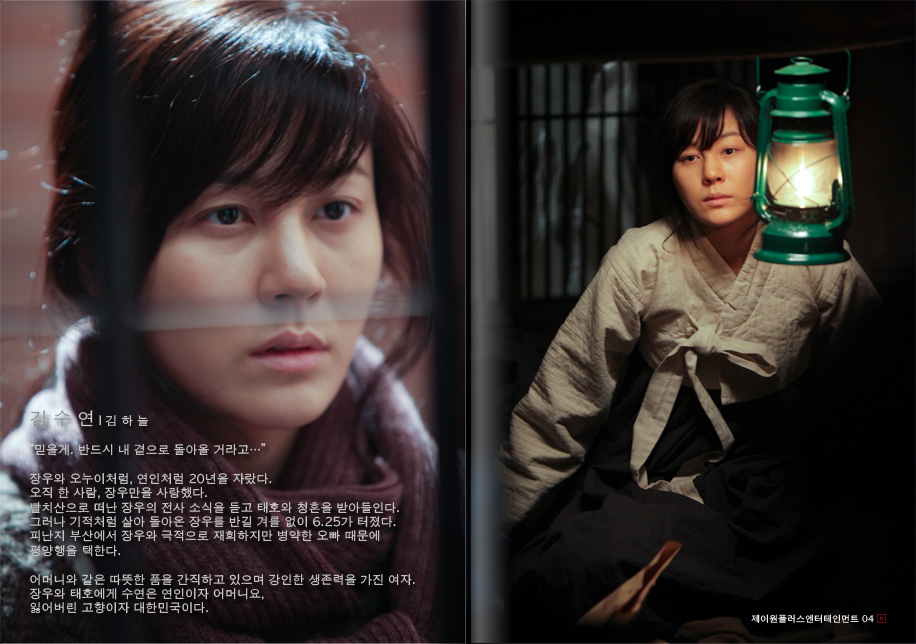 김수연 | 김하늘
“믿을게. 반드시 내 곁으로 돌아올 거라고…”
장우와 오누이처럼, 연인처럼 20년을 자랐다.
오직 한 사람, 장우만을 사랑했다.
빨치산으로 떠난 장우의 전사 소식을 듣고 태호와 청혼을 받아들인다.
그러나 기적처럼 살아 돌아온 장우를 반길 겨를 없이 6.25가 터졌다.
피난지 부산에서 장우와 극적으로 재회하지만 병약한 오빠 때문에
평양행을 택한다.
어머니와 같은 따뜻한 품을 간직하고 있으며 강인한 생존력을 가진 여자.
장우와 태호에게 수연은 연인이자 어머니요,
잃어버린 고향이자 대한민국이다.
제이원플러스엔터테인먼트 04